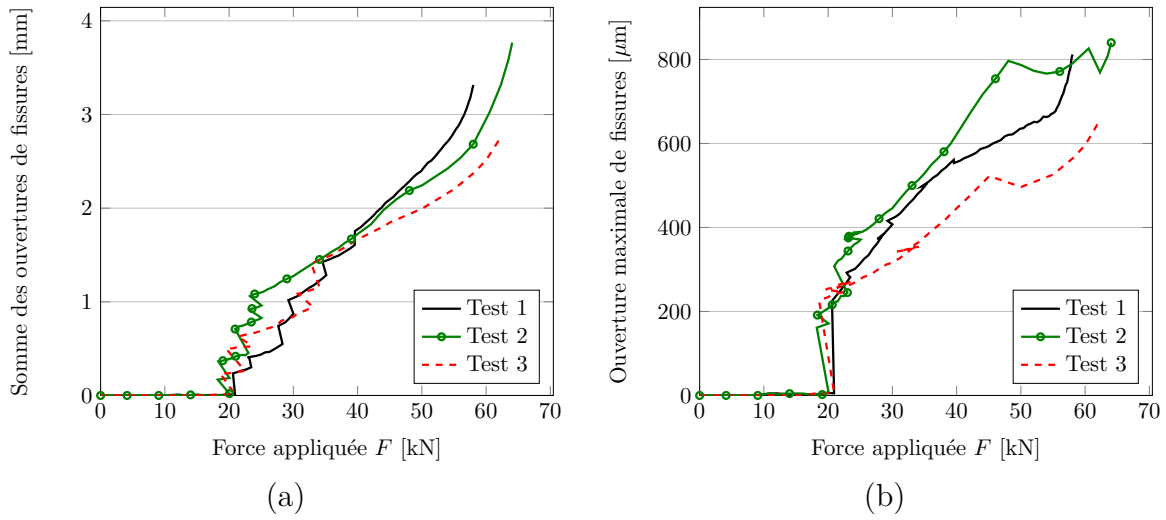 Somme des ouvertures de fissures [mm]
4
3
2
1
0
0 10 20 30 40 50 60 70
Force appliquée F [kN]
Test 1
Test 2
Test 3
(a)
Ouverture maximale de fissures [μm]
800
600
400
200
0
0 10 20 30 40 50 60 70
Force appliquée F [kN]
Test 1
Test 2
Test 3
(b)